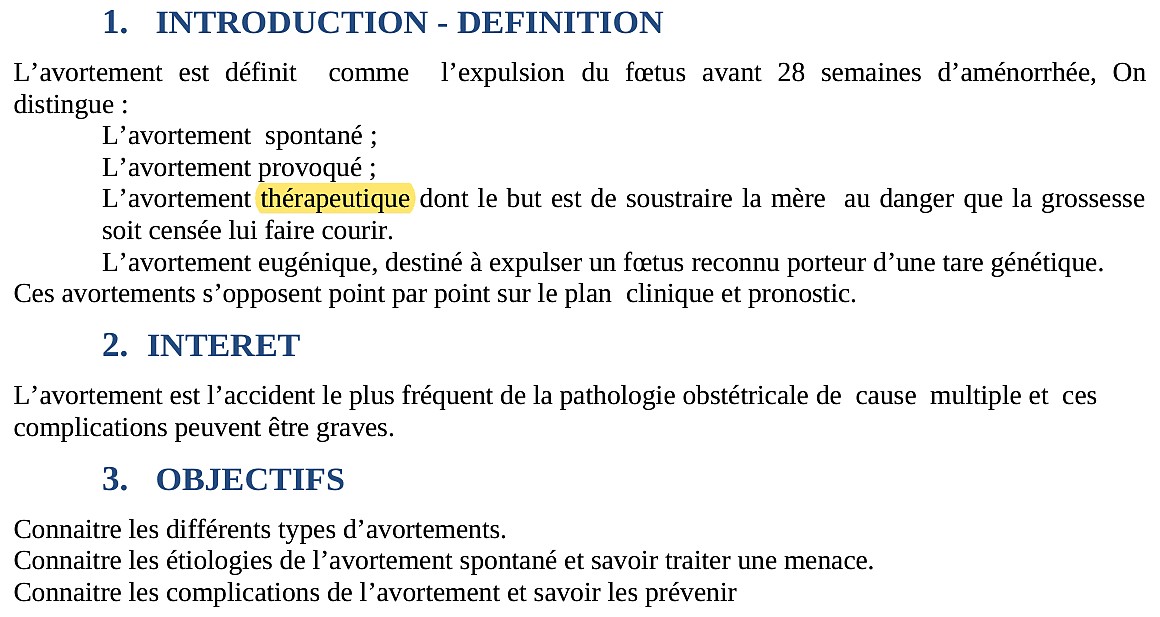 1. INTRODUCTION - DEFINITION
L’avortement est définit comme l’expulsion du fœtus avant 28 semaines d’aménorrhée, On
distingue :
L’avortement spontané ;
L’avortement provoqué ;
L’avortement thérapeutique dont le but est de soustraire la mère au danger que la grossesse
soit censée lui faire courir.
L’avortement eugénique, destiné à expulser un fœtus reconnu porteur d’une tare génétique.
Ces avortements s’opposent point par point sur le plan clinique et pronostic.
2. INTERET
L’avortement est l’accident le plus fréquent de la pathologie obstétricale de cause multiple et ces
complications peuvent être graves.
3. OBJECTIFS
Connaitre les différents types d’avortements.
Connaitre les étiologies de l’avortement spontané et savoir traiter une menace.
Connaitre les complications de l’avortement et savoir les prévenir